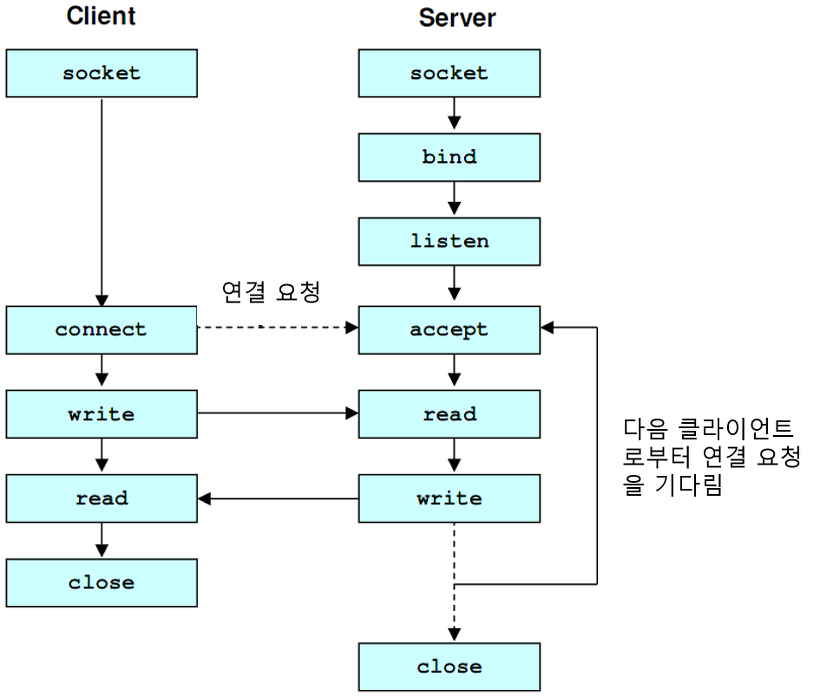 Client
Server
socket
socket
bind
listen
연결 요청
connect
accept
write
read
다음 클라이언트
로부터 연결 요청
을 기다림
read
write
close
close